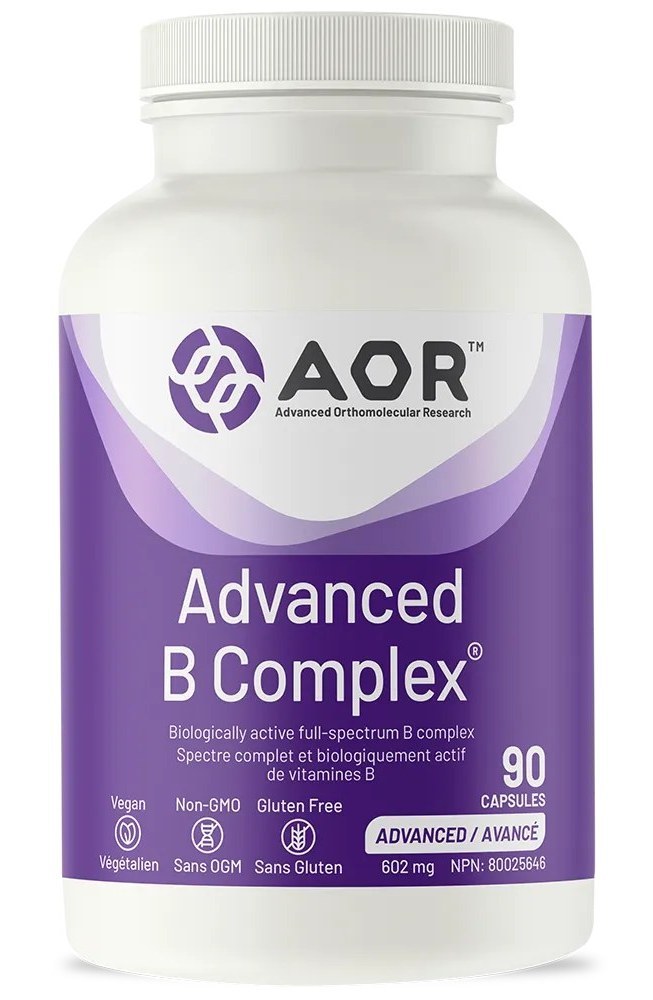 AOR™
Advanced Orthomolecular Research
Advanced
B Complex®
Biologically active full-spectrum B complex
Spectre complet et biologiquement actif
de vitamines B
90
CAPSULES
Vegan Non-GMO Gluten Free
Végétalien Sans OGM Sans Gluten
ADVANCED / AVANCÉ
602 mg NPN: 80025646